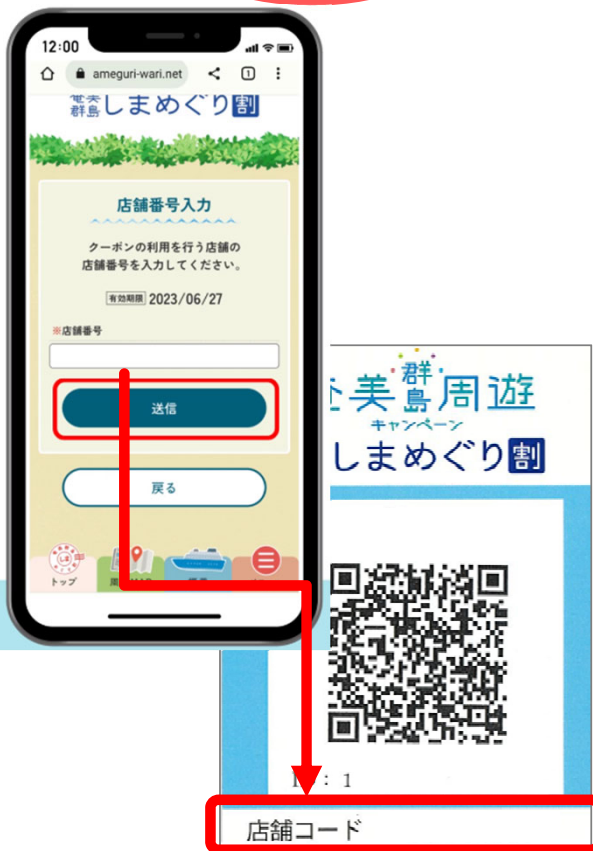 12:00
ameguri-wari.net
1
奄美
群島
しまめぐり割
店舗番号入力
クーポンの利用を行う店舗の
店舗番号を入力してください。
有効期限 2023/06/27
※店舗番号
送信
戻る
トップ
美群島周遊
キャンペーン
しまめぐり割
: 1
店舗コード